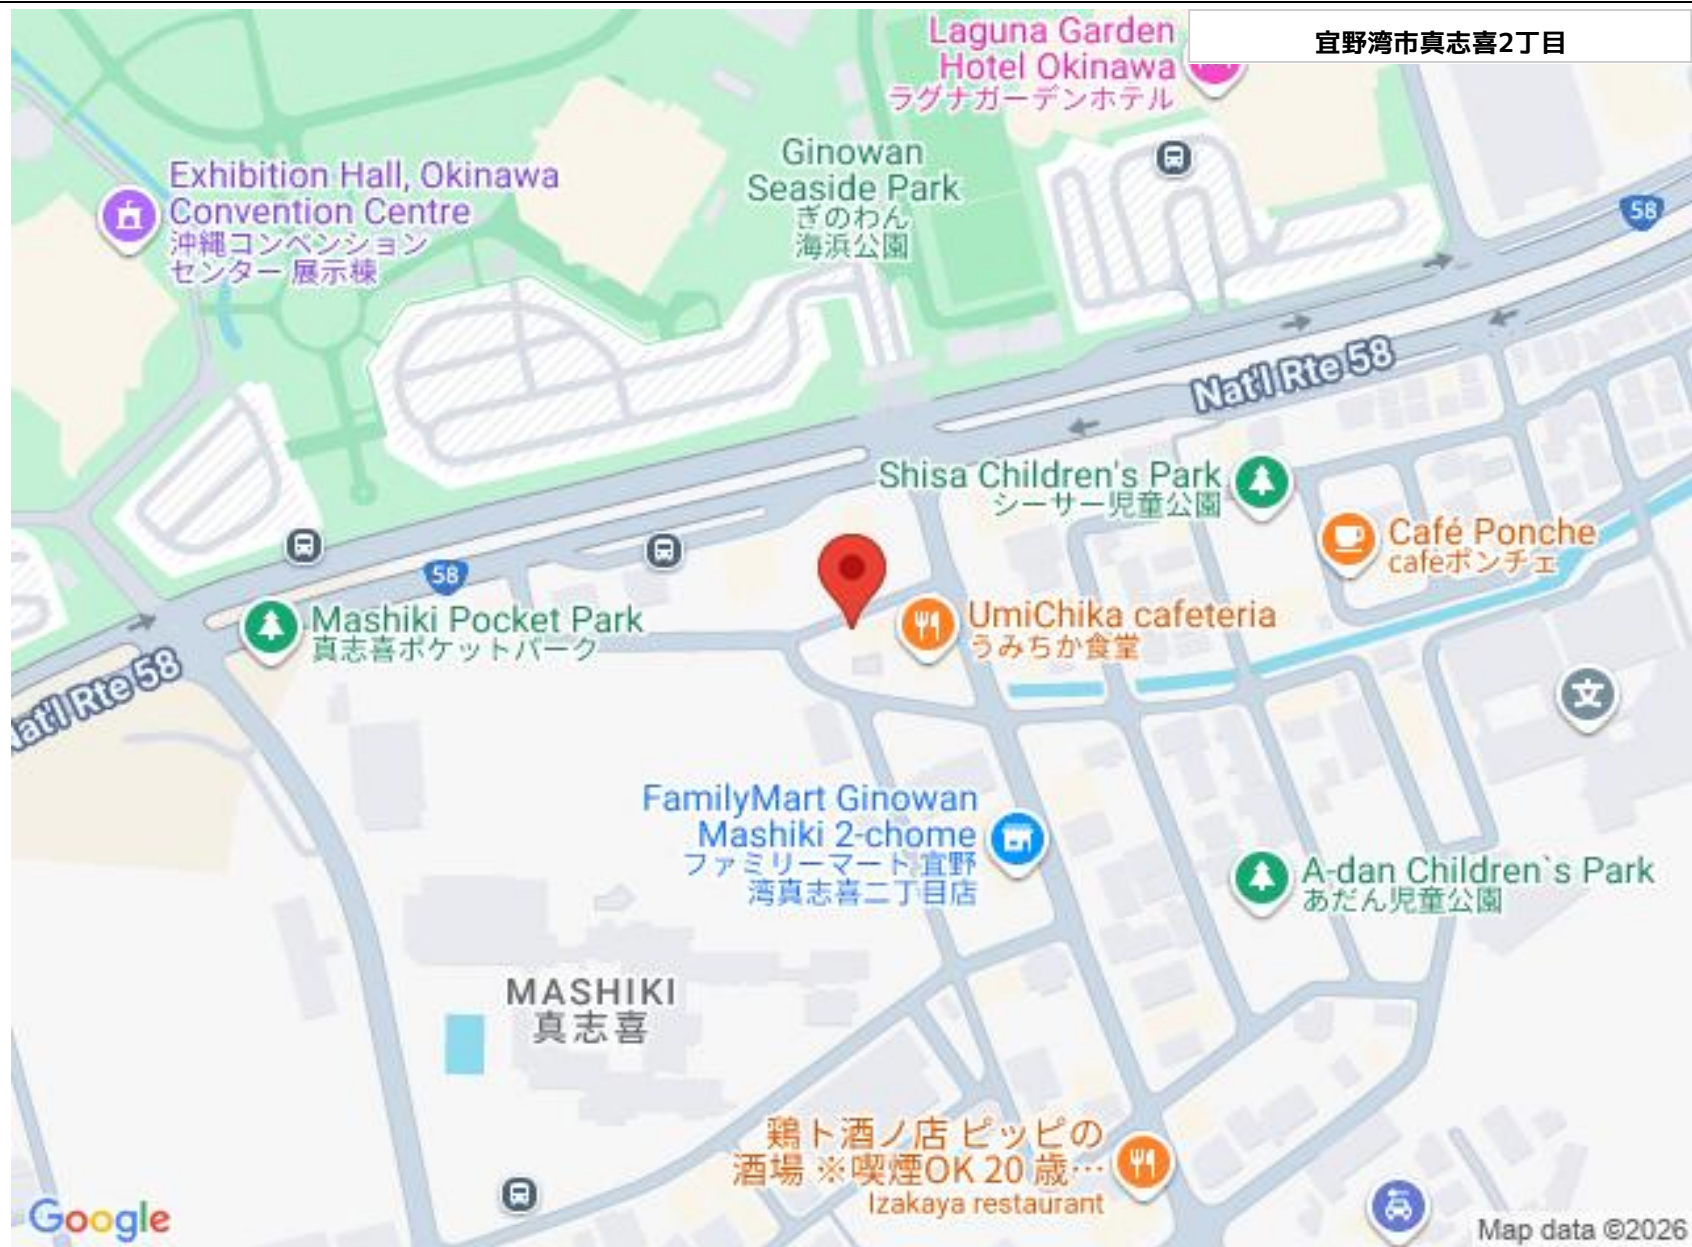 Laguna Garden
Hotel Okinawa
ラグナガーデンホテル
宜野湾市真志喜2丁目
Ginowan
Seaside Park
ぎのわん
海浜公園
Exhibition Hall, Okinawa
Convention Centre
沖縄コンベンション
センター 展示棟
58
Nat'l Rte 58
Shisa Children's Park
シーサー児童公園
Café Ponche
cafeポンチェ
58
Mashiki Pocket Park
真志喜ポケットパーク
UmiChika cafeteria
うみちか食堂
Nat'l Rte 58
文
FamilyMart Ginowan
Mashiki 2-chome
ファミリーマート 宜野
湾真志喜二丁目店
A-dan Children`s Park
あだん児童公園
MASHIKI
真志喜
鶏ト酒ノ店 ピッピの
酒場 ※喫煙OK 20 歳…
Izakaya restaurant
Google
Map data ©2026